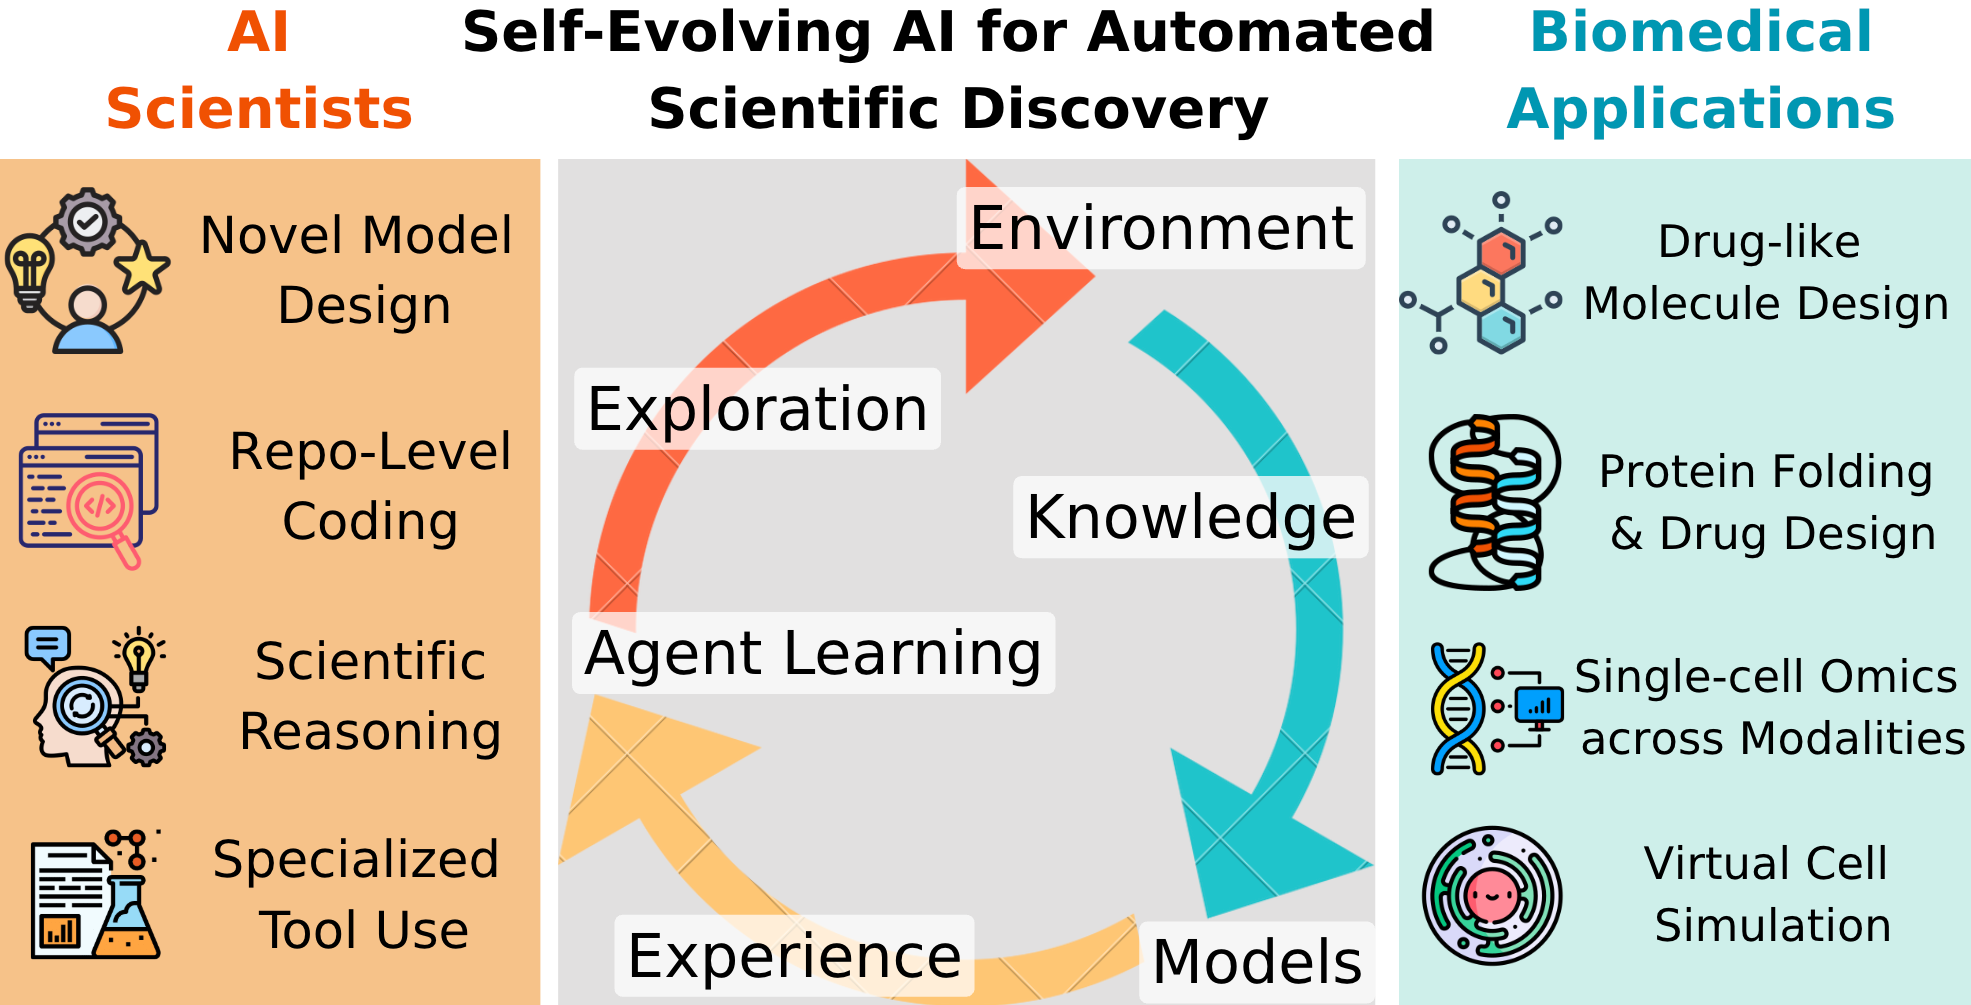 AI
Scientists
Self-Evolving AI for Automated
Scientific Discovery
Biomedical
Applications
Novel Model
Design
Repo-Level
Coding
Scientific
Reasoning
Specialized
Tool Use
Environment
Exploration
Knowledge
Agent Learning
Experience
Models
Drug-like
Molecule Design
Protein Folding
& Drug Design
Single-cell Omics
across Modalities
Virtual Cell
Simulation